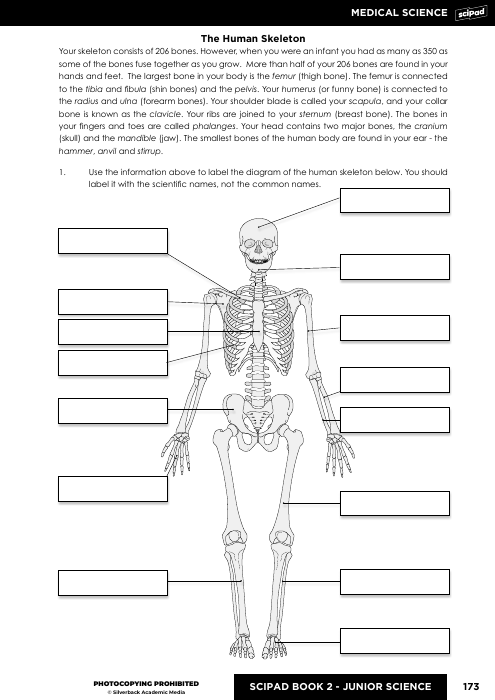 MEDICAL SCIENCE scipad
The Human Skeleton
Your skeleton consists of 206 bones. However, when you were an infant you had as many as 350 as
some of the bones fuse together as you grow. More than half of your 206 bones are found in your
hands and feet. The largest bone in your body is the femur (thigh bone). The femur is connected
to the tibia and fibula (shin bones) and the pelvis. Your humerus (or funny bone) is connected to
the radius and ulna (forearm bones). Your shoulder blade is called your scapula, and your collar
bone is known as the clavicle. Your ribs are joined to your sternum (breast bone). The bones in
your fingers and toes are called phalanges. Your head contains two major bones, the cranium
(skull) and the mandible (jaw). The smallest bones of the human body are found in your ear - the
hammer, anvil and stirrup.
1. Use the information above to label the diagram of the human skeleton below. You should
label it with the scientific names, not the common names.
PHOTOCOPYING PROHIBITED
© Silverback Academic Media
SCIPAD BOOK 2 - JUNIOR SCIENCE 173